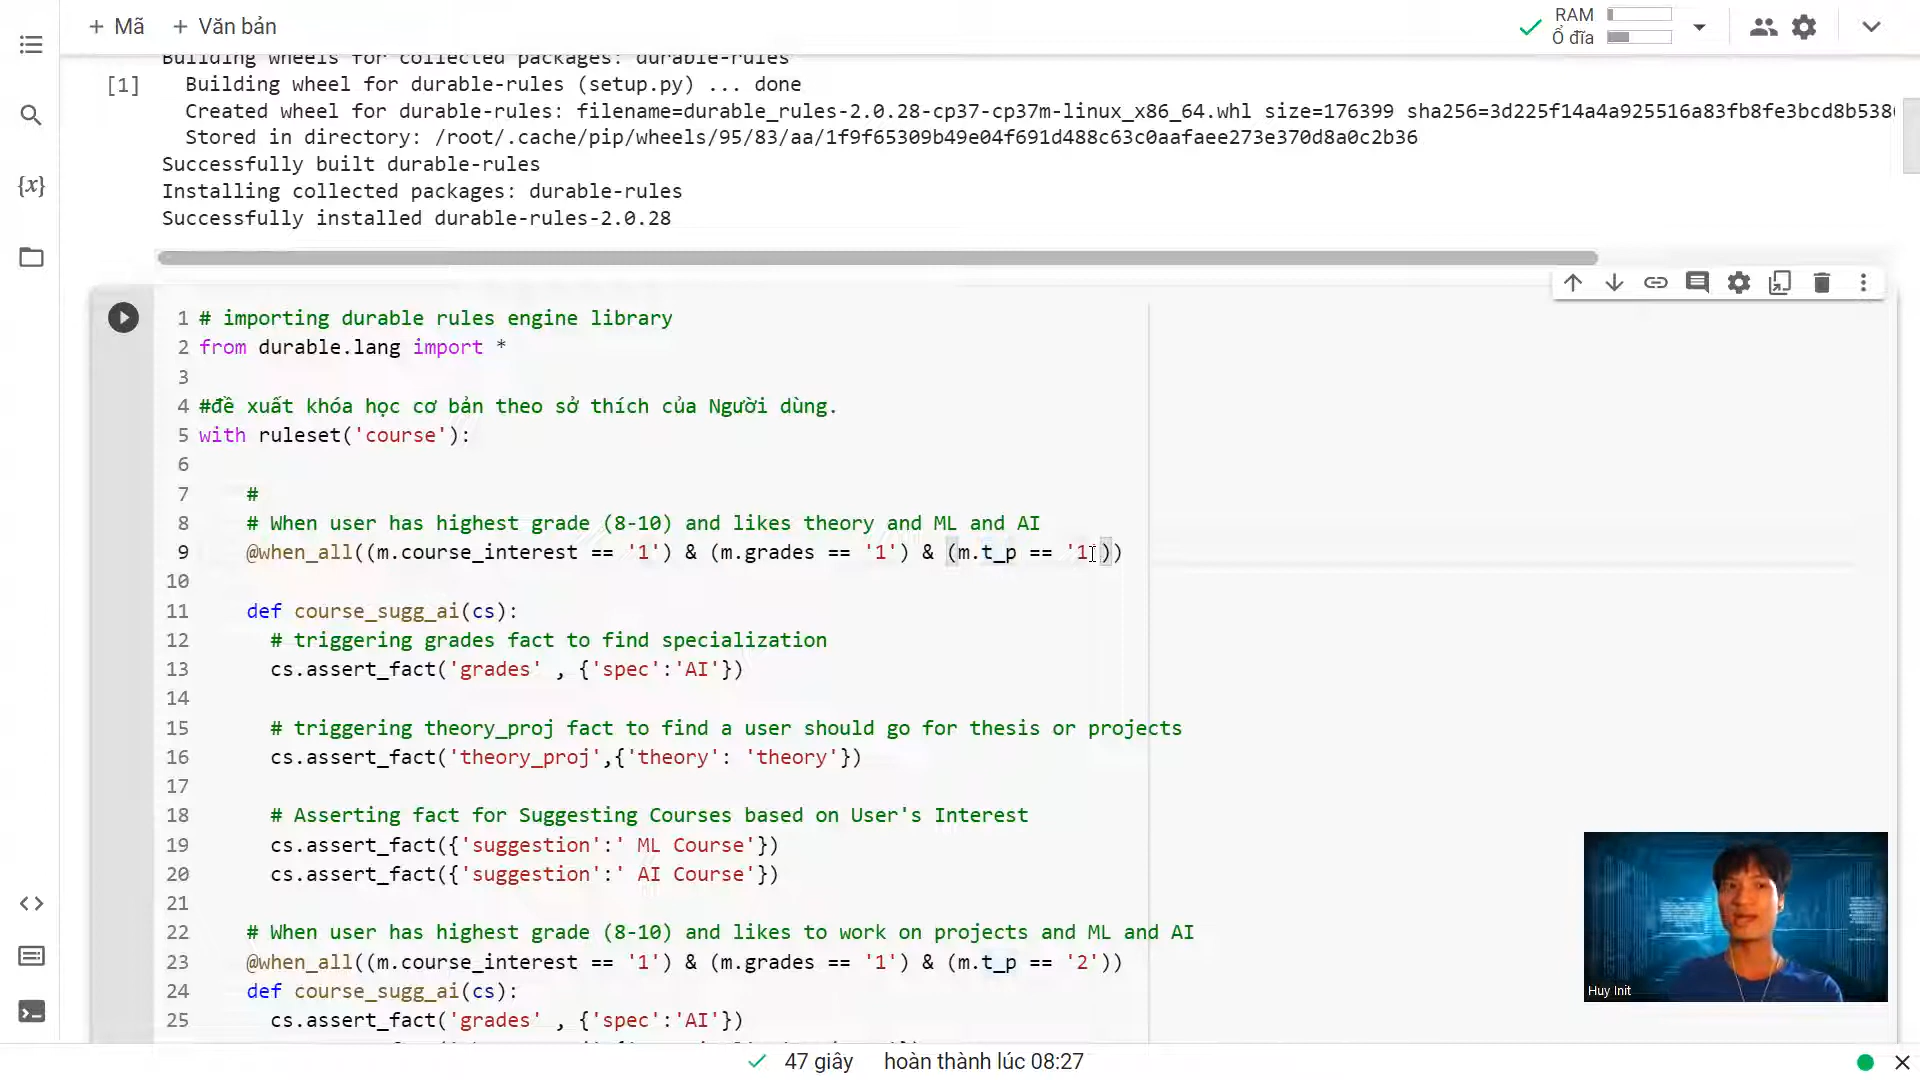 + Mã + Văn bản
RAM
Ổ đĩa
Building wheels for collected packages: durable-rules
[1] Building wheel for durable-rules (setup.py) ... done
Created wheel for durable-rules: filename=durable_rules-2.0.28-cp37-cp37m-linux_x86_64.whl size=176399 sha256=3d225f14a4a925516a83fb8fe3bcd8b538
Stored in directory: /root/.cache/pip/wheels/95/83/aa/1f9f65309b49e04f691d488c63c0aafaee273e370d8a0c2b36
Successfully built durable-rules
Installing collected packages: durable-rules
Successfully installed durable-rules-2.0.28
{x}
1 # importing durable rules engine library
2 from durable.lang import *
3
4 #đề xuất khóa học cơ bản theo sở thích của Người dùng.
5 with ruleset('course'):
6
7 #
8 # When user has highest grade (8-10) and likes theory and ML and AI
9 @when_all((m.course_interest == '1') & (m.grades == '1') & (m.t_p == '1'))
10
11 def course_sugg_ai(cs):
12 # triggering grades fact to find specialization
13 cs.assert_fact('grades' , {'spec':'AI'})
14
15 # triggering theory_proj fact to find a user should go for thesis or projects
16 cs.assert_fact('theory_proj',{'theory': 'theory'})
17
18 # Asserting fact for Suggesting Courses based on User's Interest
19 cs.assert_fact({'suggestion':' ML Course'})
20 cs.assert_fact({'suggestion':' AI Course'})
21
22 # When user has highest grade (8-10) and likes to work on projects and ML and AI
23 @when_all((m.course_interest == '1') & (m.grades == '1') & (m.t_p == '2'))
24 def course_sugg_ai(cs):
25 cs.assert_fact('grades' , {'spec':'AI'})
Huy Init
47 giây hoàn thành lúc 08:27